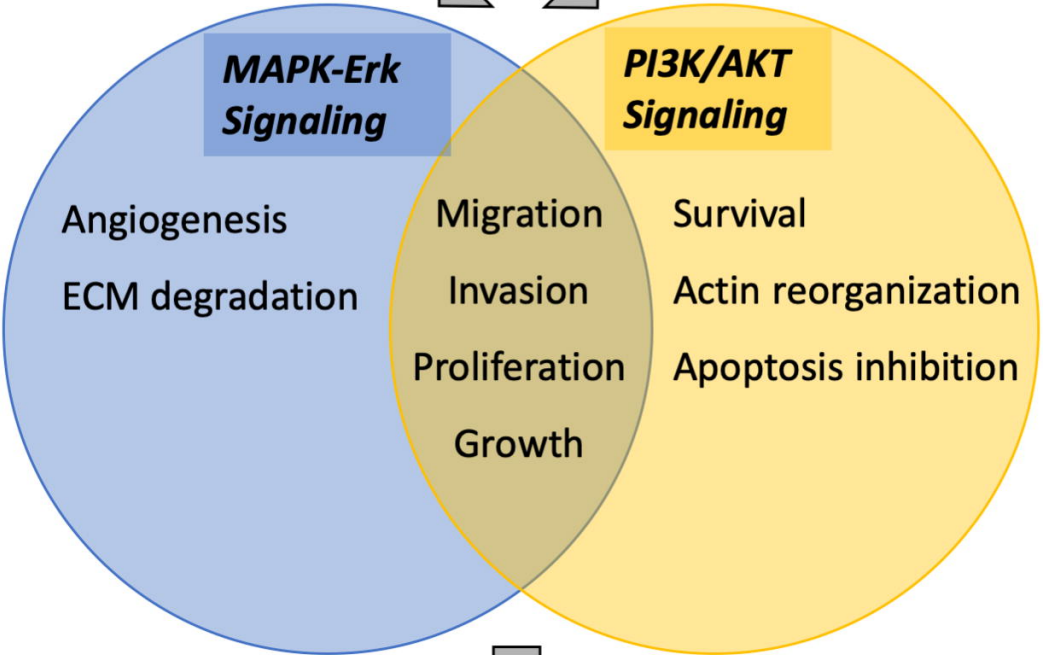 MAPK-Erk
Signaling
PI3K/AKT
Signaling
Angiogenesis
ECM degradation
Migration
Invasion
Proliferation
Growth
Survival
Actin reorganization
Apoptosis inhibition